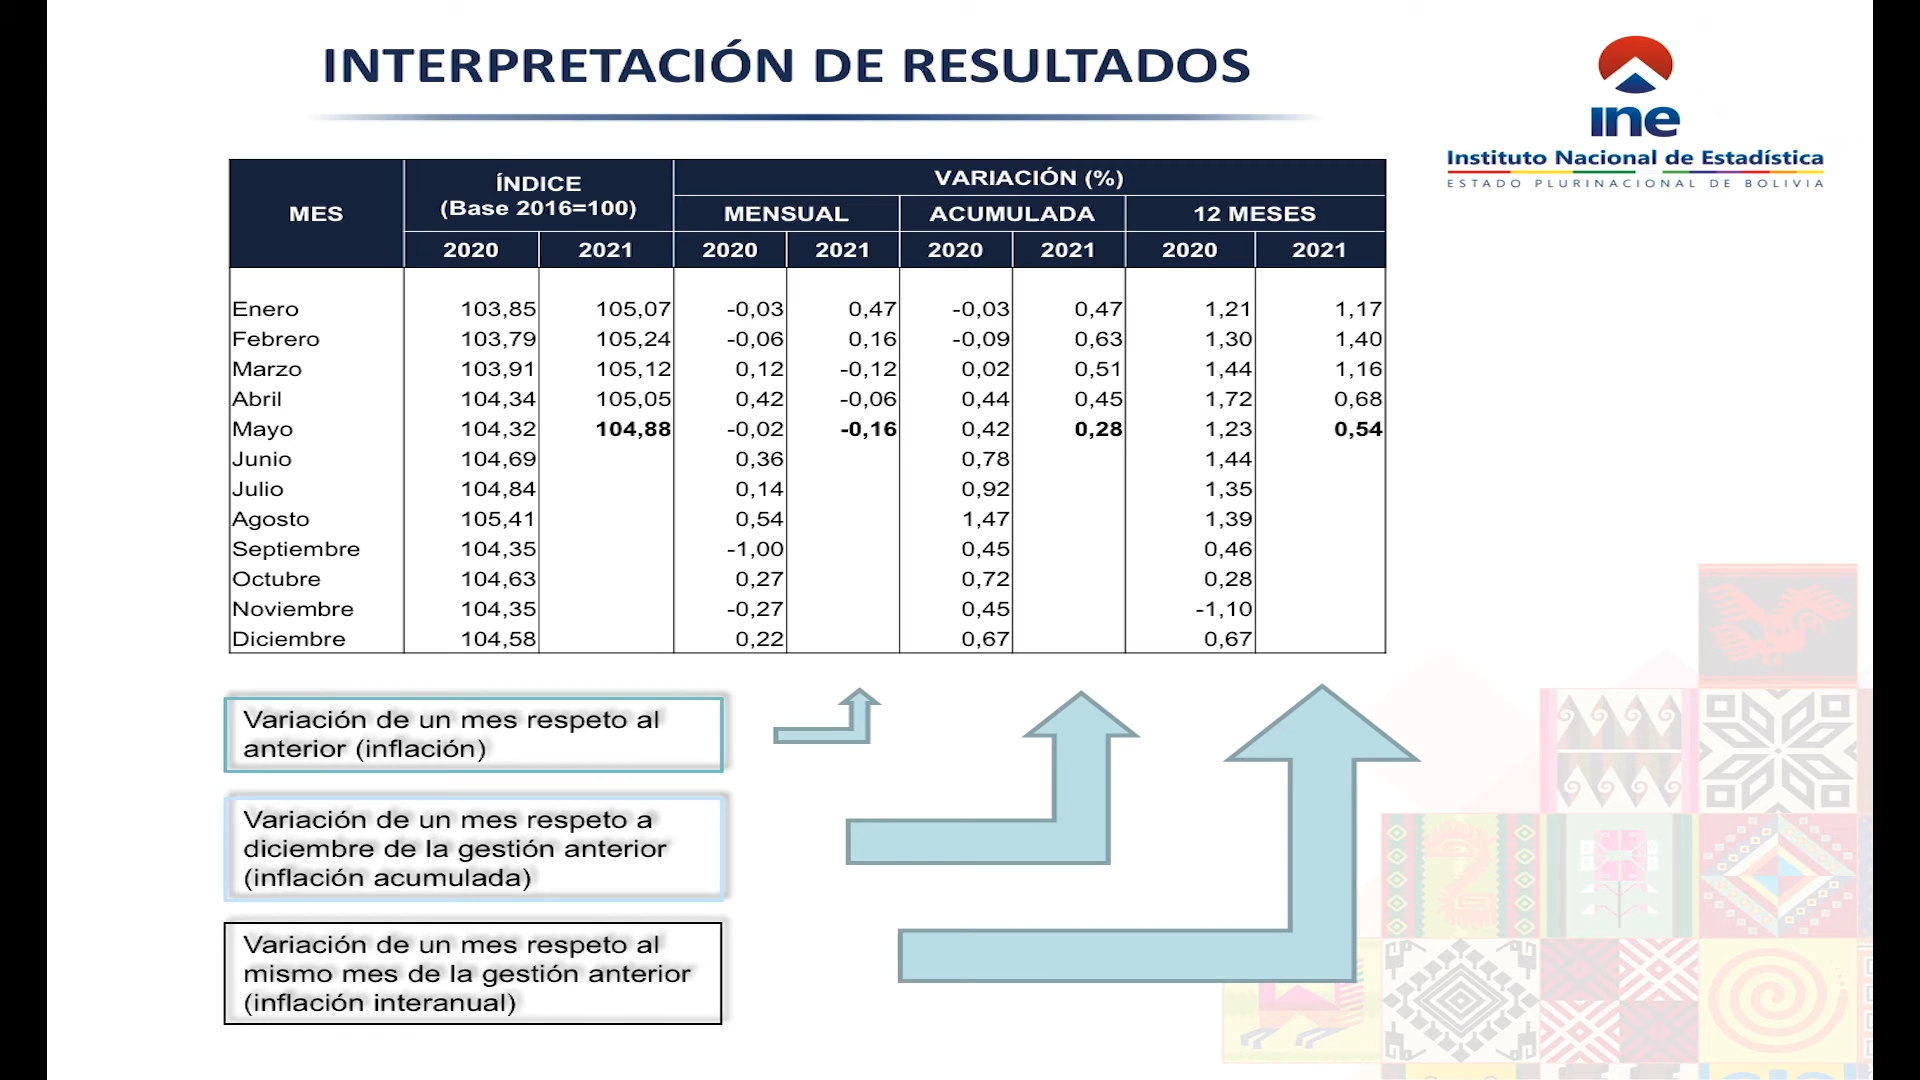 INTERPRETACIÓN DE RESULTADOS
ine
Instituto Nacional de Estadística
ESTADO PLURINACIONAL DE BOLIVIA
MES
ÍNDICE
(Base 2016=100)
VARIACIÓN (%)
MENSUAL ACUMULADA 12 MESES
2020 2021 2020 2021 2020 2021 2020 2021
Enero 103,85 105,07 -0,03 0,47 -0,03 0,47 1,21 1,17
Febrero 103,79 105,24 -0,06 0,16 -0,09 0,63 1,30 1,40
Marzo 103,91 105,12 0,12 -0,12 0,02 0,51 1,44 1,16
Abril 104,34 105,05 0,42 -0,06 0,44 0,45 1,72 0,68
Mayo 104,32 104,88 -0,02 -0,16 0,42 0,28 1,23 0,54
Junio 104,69 0,36 0,78 1,44
Julio 104,84 0,14 0,92 1,35
Agosto 105,41 0,54 1,47 1,39
Septiembre 104,35 -1,00 0,45 0,46
Octubre 104,63 0,27 0,72 0,28
Noviembre 104,35 -0,27 0,45 -1,10
Diciembre 104,58 0,22 0,67 0,67
Variación de un mes respeto al
anterior (inflación)
Variación de un mes respeto a
diciembre de la gestión anterior
(inflación acumulada)
Variación de un mes respeto al
mismo mes de la gestión anterior
(inflación interanual)